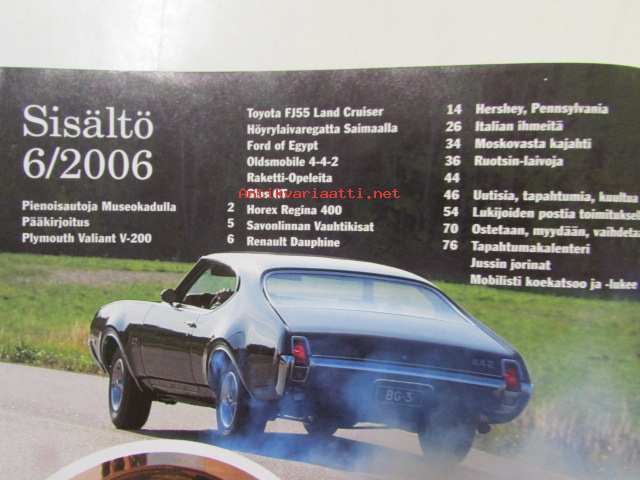 Sisältö
6/2006
Pienoisautoja Museokadulla 2
Pääkirjoitus 5
Plymouth Valiant V-200 6
Toyota FJ55 Land Cruiser 14
Höyrylaivaregatta Saimaalla 26
Ford of Egypt 34
Oldsmobile 4-4-2 36
Raketti-Opeleita 44
46
Horex Regina 400 54
Savonlinnan Vauhtikisat 70
Renault Dauphine 76
Hershey, Pennsylvania
Italian ihmeitä
Moskovasta kajahti
Ruotsin-laivoja
Uutisia, tapahtumia, kuultua
Lukijoiden postia toimituksel
Ostetaan, myydään, vaihdeta
Tapahtumakalenteri
Jussin jorinat
Mobilisti koekatsoo ja -lukee
Antikvariaatti.net
442
BG-3